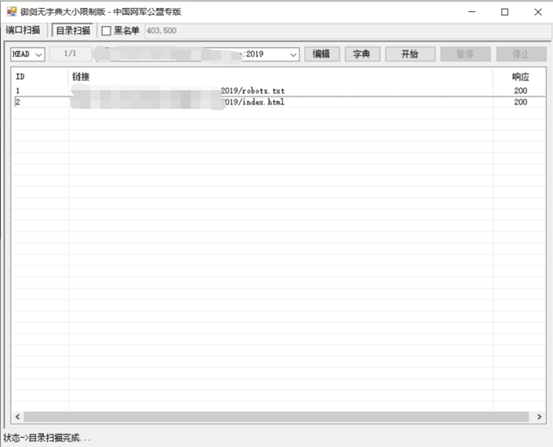 御剑无字典大小限制版 - 中国网军公盟专版
端口扫描 目录扫描 黑名单 403,500
HEAD 1/1 :2019 编辑 字典 开始 暂停 停止
ID 链接 响应
1 2019/robots.txt 200
2 2019/index.html 200
状态->目录扫描完成...